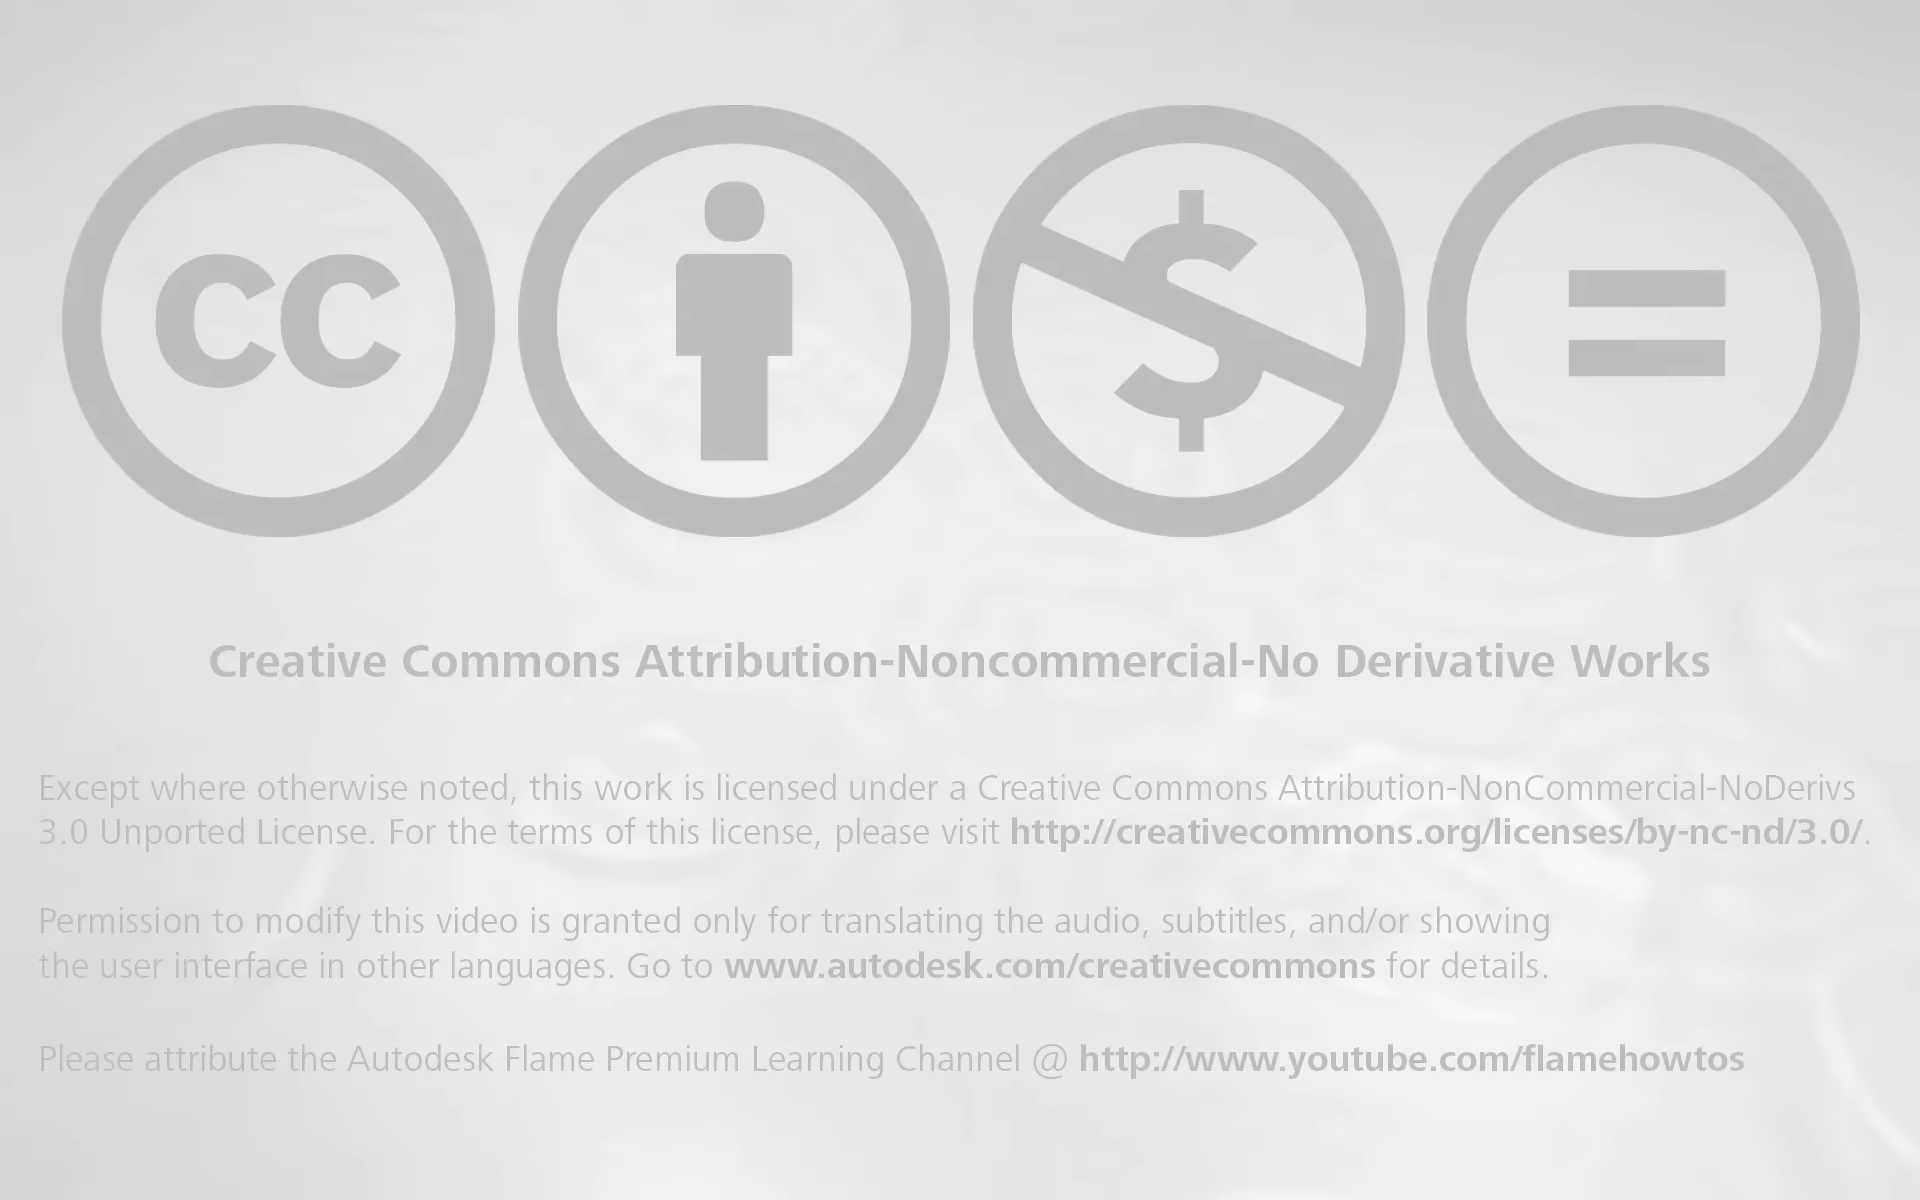 cc
$
=
Creative Commons Attribution-Noncommercial-No Derivative Works
Except where otherwise noted, this work is licensed under a Creative Commons Attribution-NonCommercial-NoDerivs
3.0 Unported License. For the terms of this license, please visit http://creativecommons.org/licenses/by-nc-nd/3.0/.
Permission to modify this video is granted only for translating the audio, subtitles, and/or showing
the user interface in other languages. Go to www.autodesk.com/creativecommons for details.
Please attribute the Autodesk Flame Premium Learning Channel @ http://www.youtube.com/flamehowtos